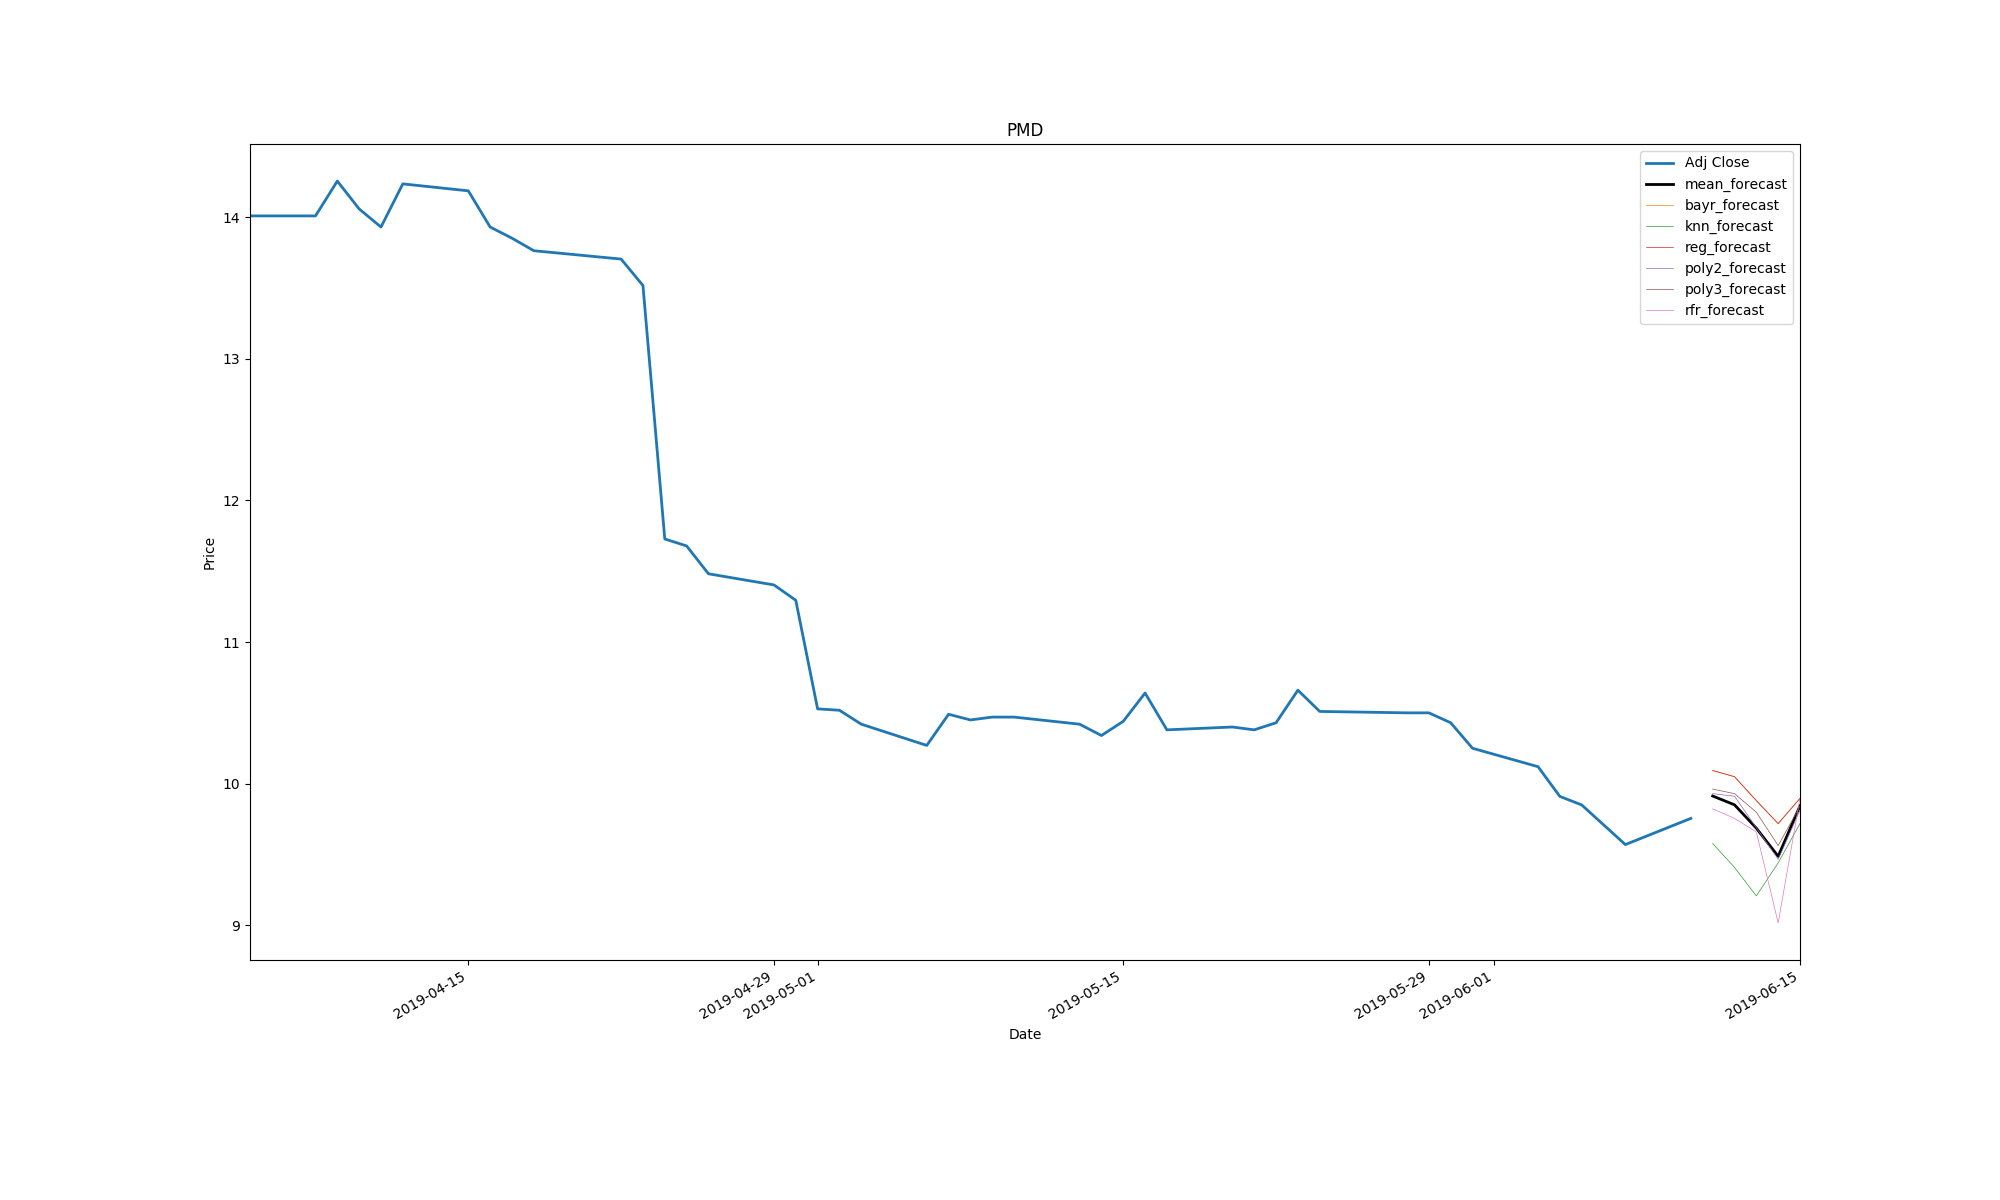 PMD
Adj Close
mean_forecast
bayr_forecast
knn_forecast
reg_forecast
poly2_forecast
poly3_forecast
rfr_forecast
14
13
12
11
10
9
Price
2019-04-15
2019-04-29
2019-05-01
2019-05-15
2019-05-29
2019-06-01
2019-06-15
Date